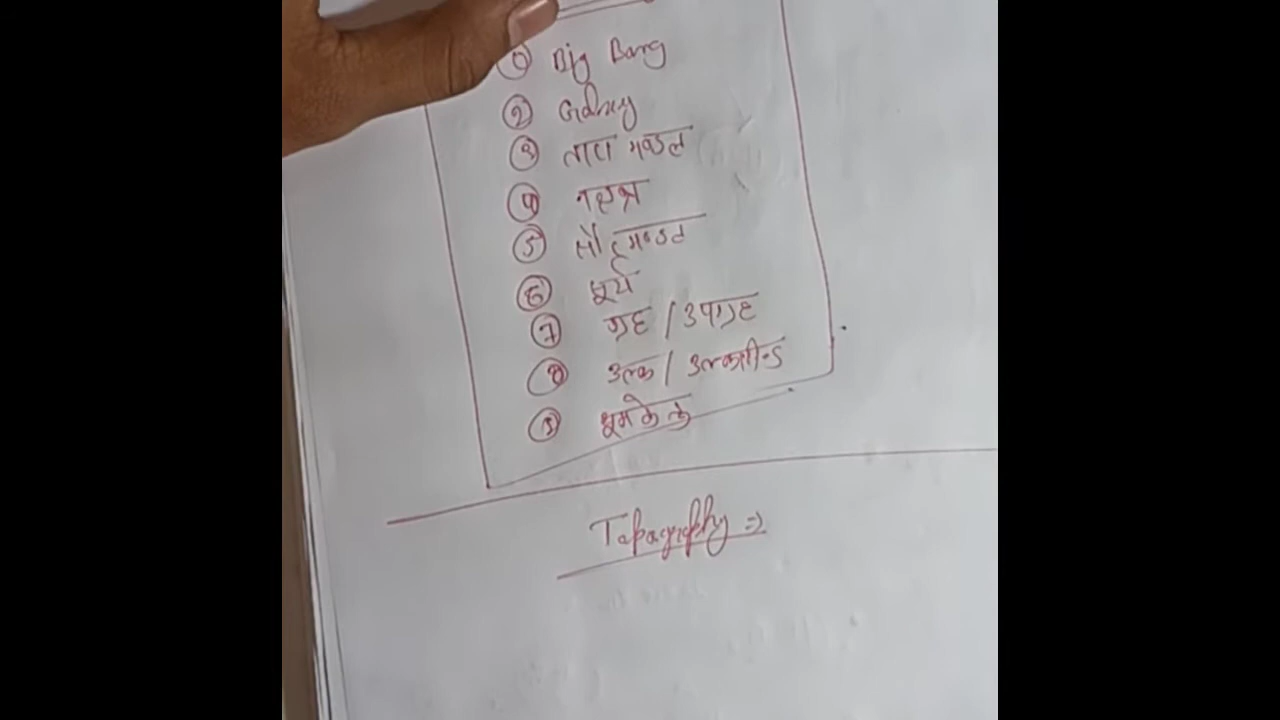 ① Big Bang
② Galaxy
③ तारा मण्डल
④ नक्षत्र
⑤ सौरमण्डल
⑥ सूर्य
⑦ ग्रह / उपग्रह
⑧ उल्का / उल्कापीण्ड
⑨ धूमकेतु
Topography ⇒